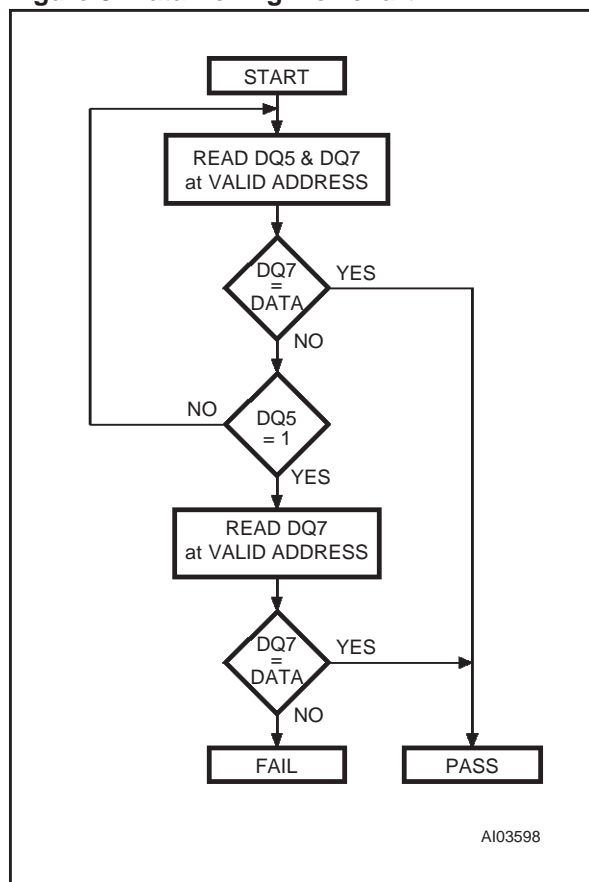 START
READ DQ5 & DQ7
at VALID ADDRESS
DQ7
=
DATA
YES
NO
DQ5
= 1
NO
YES
READ DQ7
at VALID ADDRESS
DQ7
=
DATA
YES
NO
FAIL
PASS
AI03598